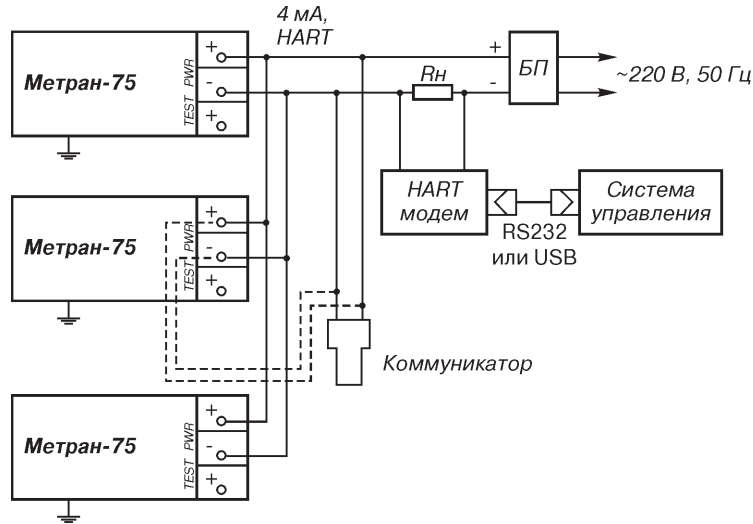 4 мА,
HART
+
-
БП
~220 В, 50 Гц
Rн
Метран-75
+
-
+
PWR
TEST
HART
модем
Система
управления
RS232
или USB
Метран-75
+
-
+
PWR
TEST
Коммуникатор
Метран-75
+
-
+
PWR
TEST